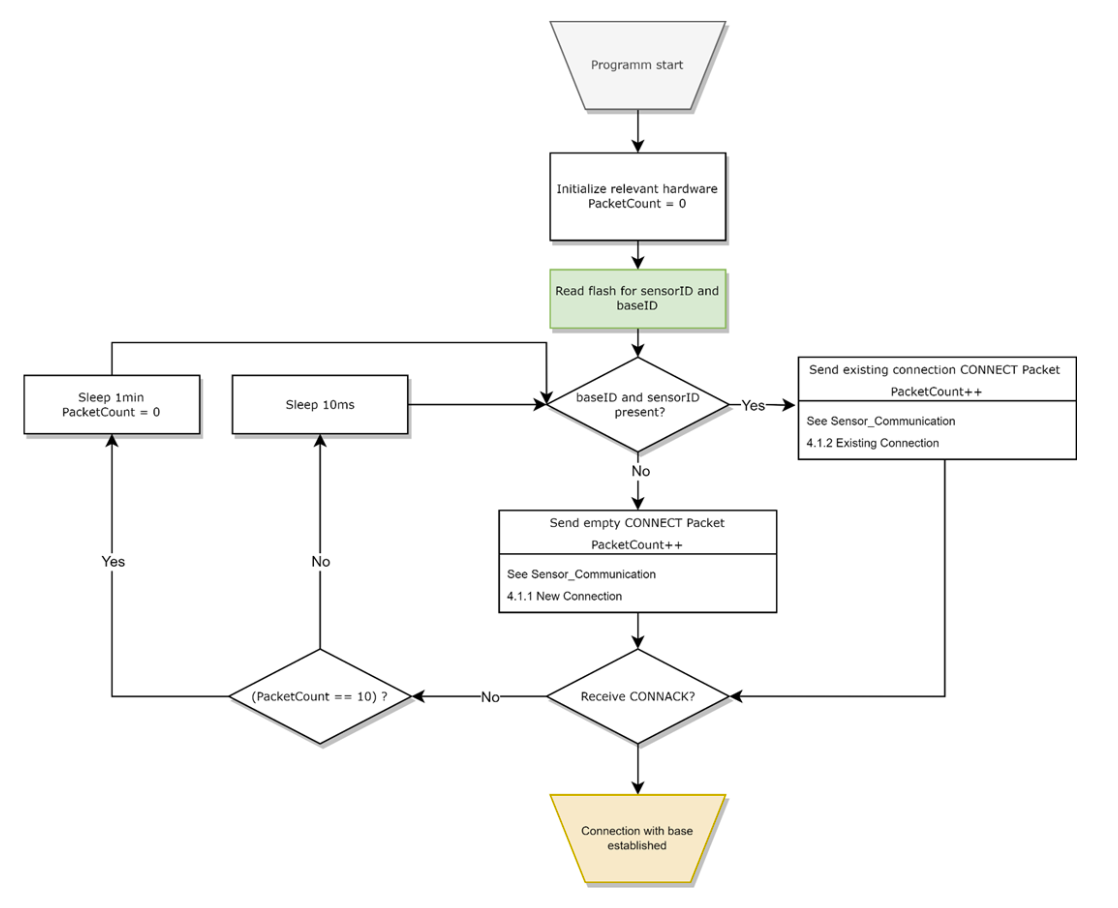 Programm start
Initialize relevant hardware
PacketCount = 0
Read flash for sensorID and
baseID
Sleep 1min
PacketCount = 0
Sleep 10ms
baseID and sensorID
present?
Yes
Send existing connection CONNECT Packet
PacketCount++
See Sensor_Communication
4.1.2 Existing Connection
No
Send empty CONNECT Packet
PacketCount++
See Sensor_Communication
4.1.1 New Connection
Yes
No
(PacketCount == 10) ?
No
Receive CONNACK?
Connection with base
established